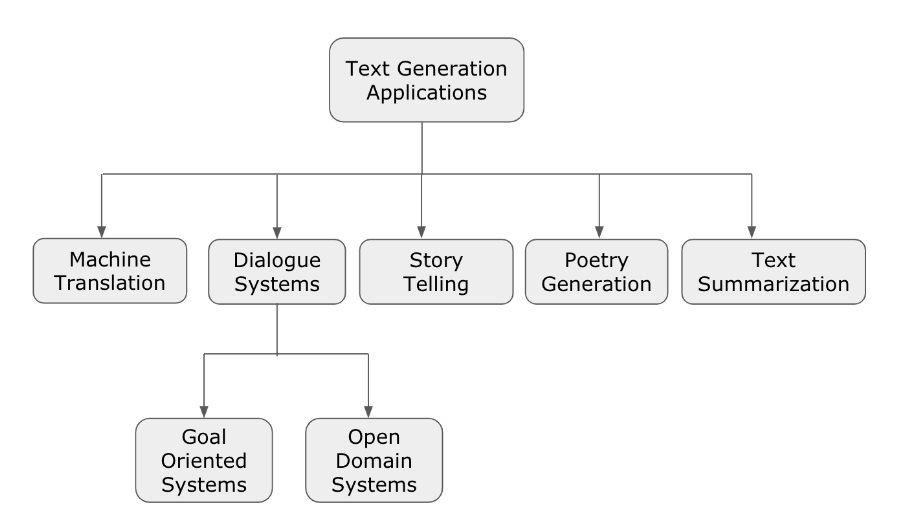 Text Generation
Applications
Machine
Translation
Dialogue
Systems
Story
Telling
Poetry
Generation
Text
Summarization
Goal
Oriented
Systems
Open
Domain
Systems